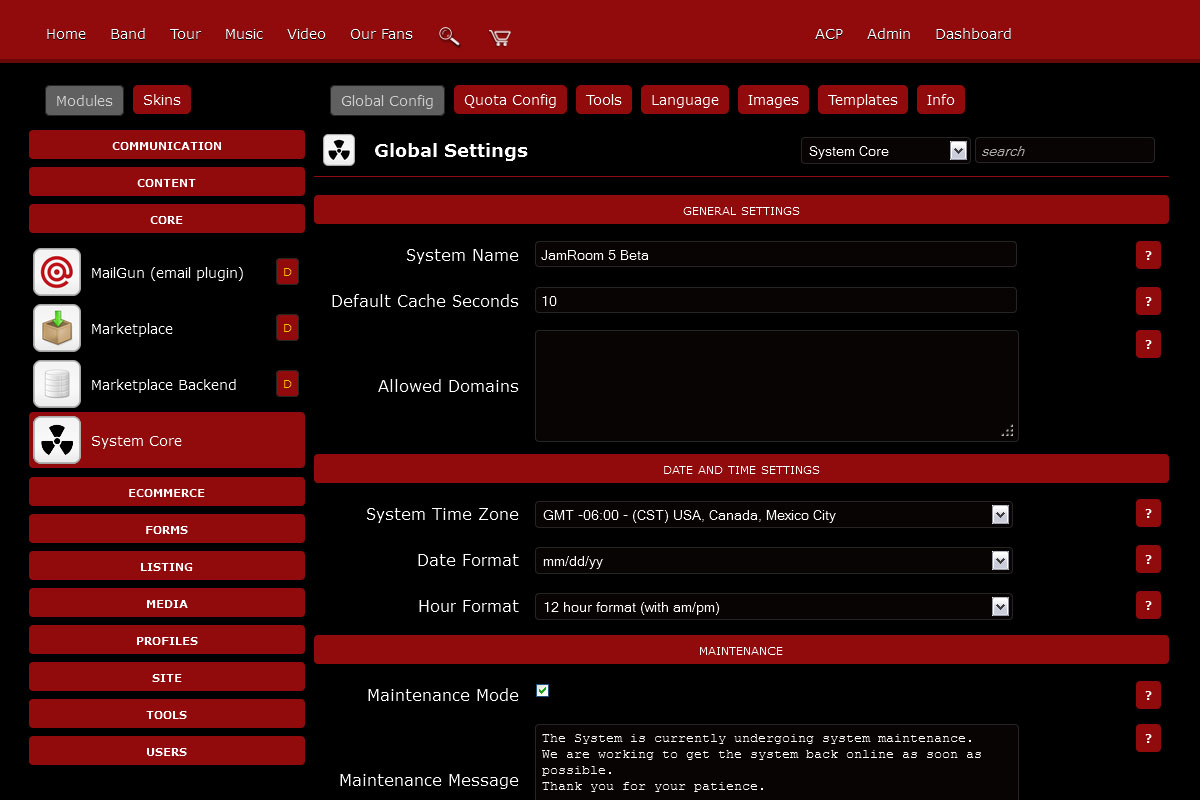 Home Band Tour Music Video Our Fans ACP Admin Dashboard
Modules Skins
Global Config Quota Config Tools Language Images Templates Info
COMMUNICATION
CONTENT
CORE
MailGun (email plugin) D
Marketplace D
Marketplace Backend D
System Core
ECOMMERCE
FORMS
LISTING
MEDIA
PROFILES
SITE
TOOLS
USERS
Global Settings System Core search
GENERAL SETTINGS
System Name JamRoom 5 Beta ?
Default Cache Seconds 10 ?
Allowed Domains ?
DATE AND TIME SETTINGS
System Time Zone GMT -06:00 - (CST) USA, Canada, Mexico City ?
Date Format mm/dd/yy ?
Hour Format 12 hour format (with am/pm) ?
MAINTENANCE
Maintenance Mode ?
Maintenance Message ?
The System is currently undergoing system maintenance.
We are working to get the system back online as soon as
possible.
Thank you for your patience.